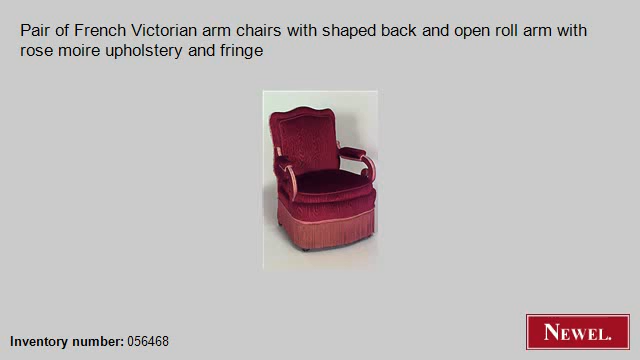 Pair of French Victorian arm chairs with shaped back and open roll arm with
rose moire upholstery and fringe
Inventory number: 056468
NEWEL.